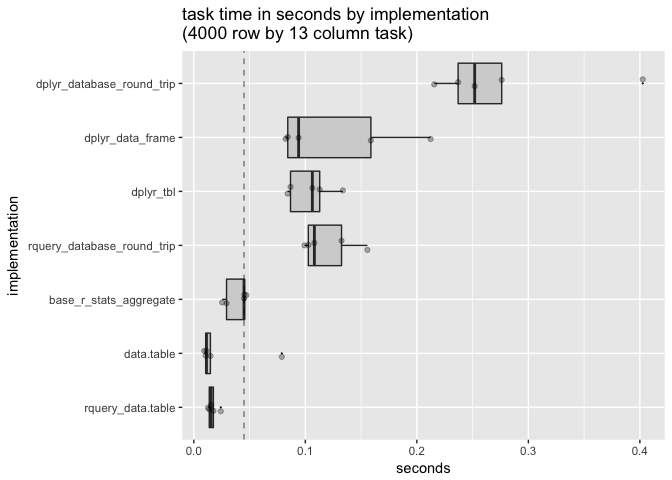 task time in seconds by implementation
(4000 row by 13 column task)
implementation
dplyr_database_round_trip
dplyr_data_frame
dplyr_tbl
rquery_database_round_trip
base_r_stats_aggregate
data.table
rquery_data.table
0.0 0.1 0.2 0.3 0.4
seconds